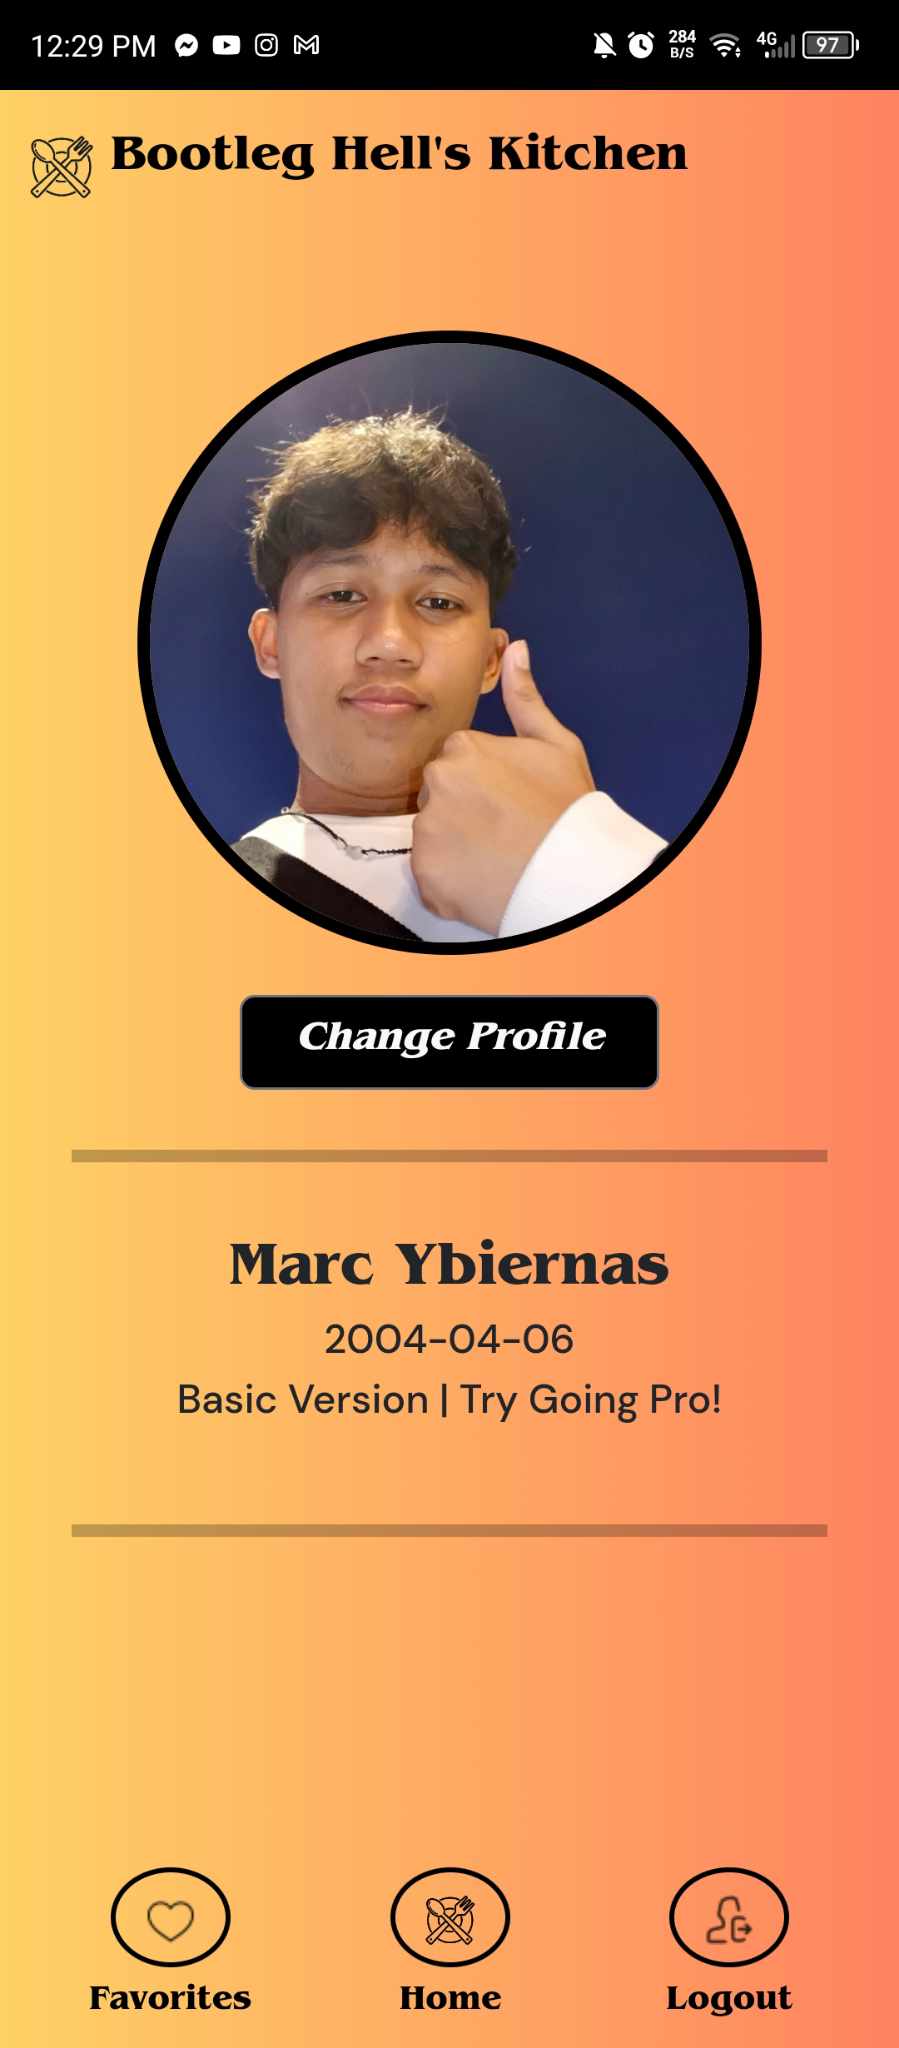 12:29 PM
284
B/S
4G
97
Bootleg Hell's Kitchen
Change Profile
Marc Ybiernas
2004-04-06
Basic Version | Try Going Pro!
Favorites
Home
Logout